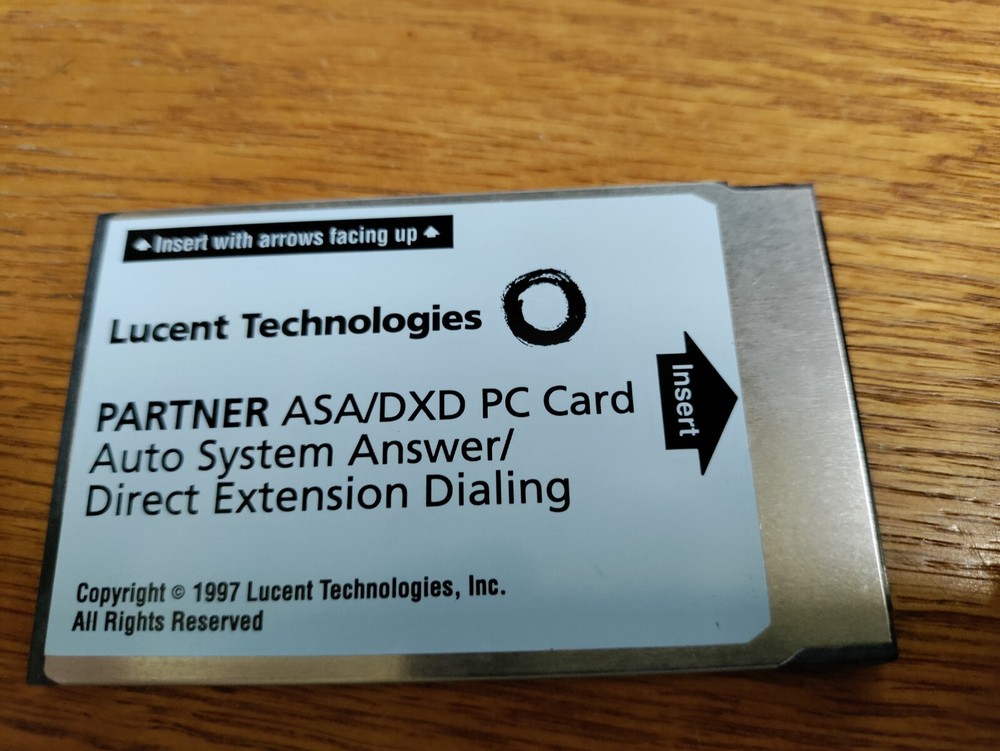 Insert with arrows facing up
Lucent Technologies
PARTNER ASA/DXD PC Card
Auto System Answer/
Direct Extension Dialing
Insert
Copyright © 1997 Lucent Technologies, Inc.
All Rights Reserved